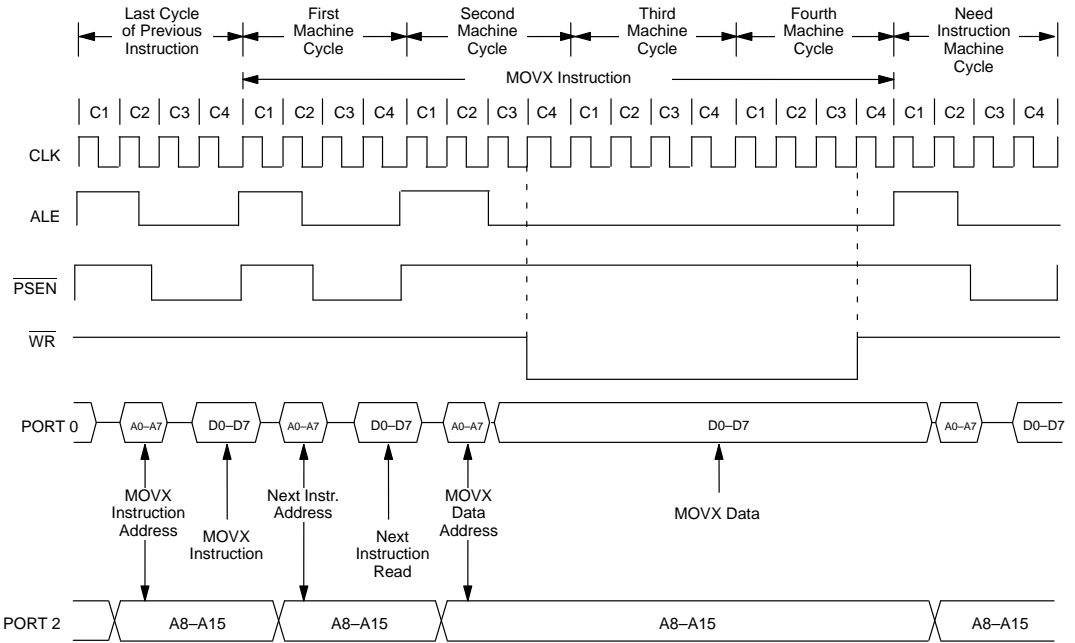 Last Cycle
of Previous
Instruction
First
Machine
Cycle
Second
Machine
Cycle
Third
Machine
Cycle
Fourth
Machine
Cycle
Need
Instruction
Machine
Cycle
MOVX Instruction
C1 C2 C3 C4 C1 C2 C3 C4 C1 C2 C3 C4 C1 C2 C3 C4 C1 C2 C3 C4 C1 C2 C3 C4
CLK
ALE
PSEN
WR
PORT 0 A0–A7 D0–D7 A0–A7 D0–D7 A0–A7 D0–D7 A0–A7 D0–D7
MOVX
Instruction
Address
MOVX
Instruction
Next Instr.
Address
Next
Instruction
Read
MOVX
Data
Address
MOVX Data
PORT 2 A8–A15 A8–A15 A8–A15 A8–A15